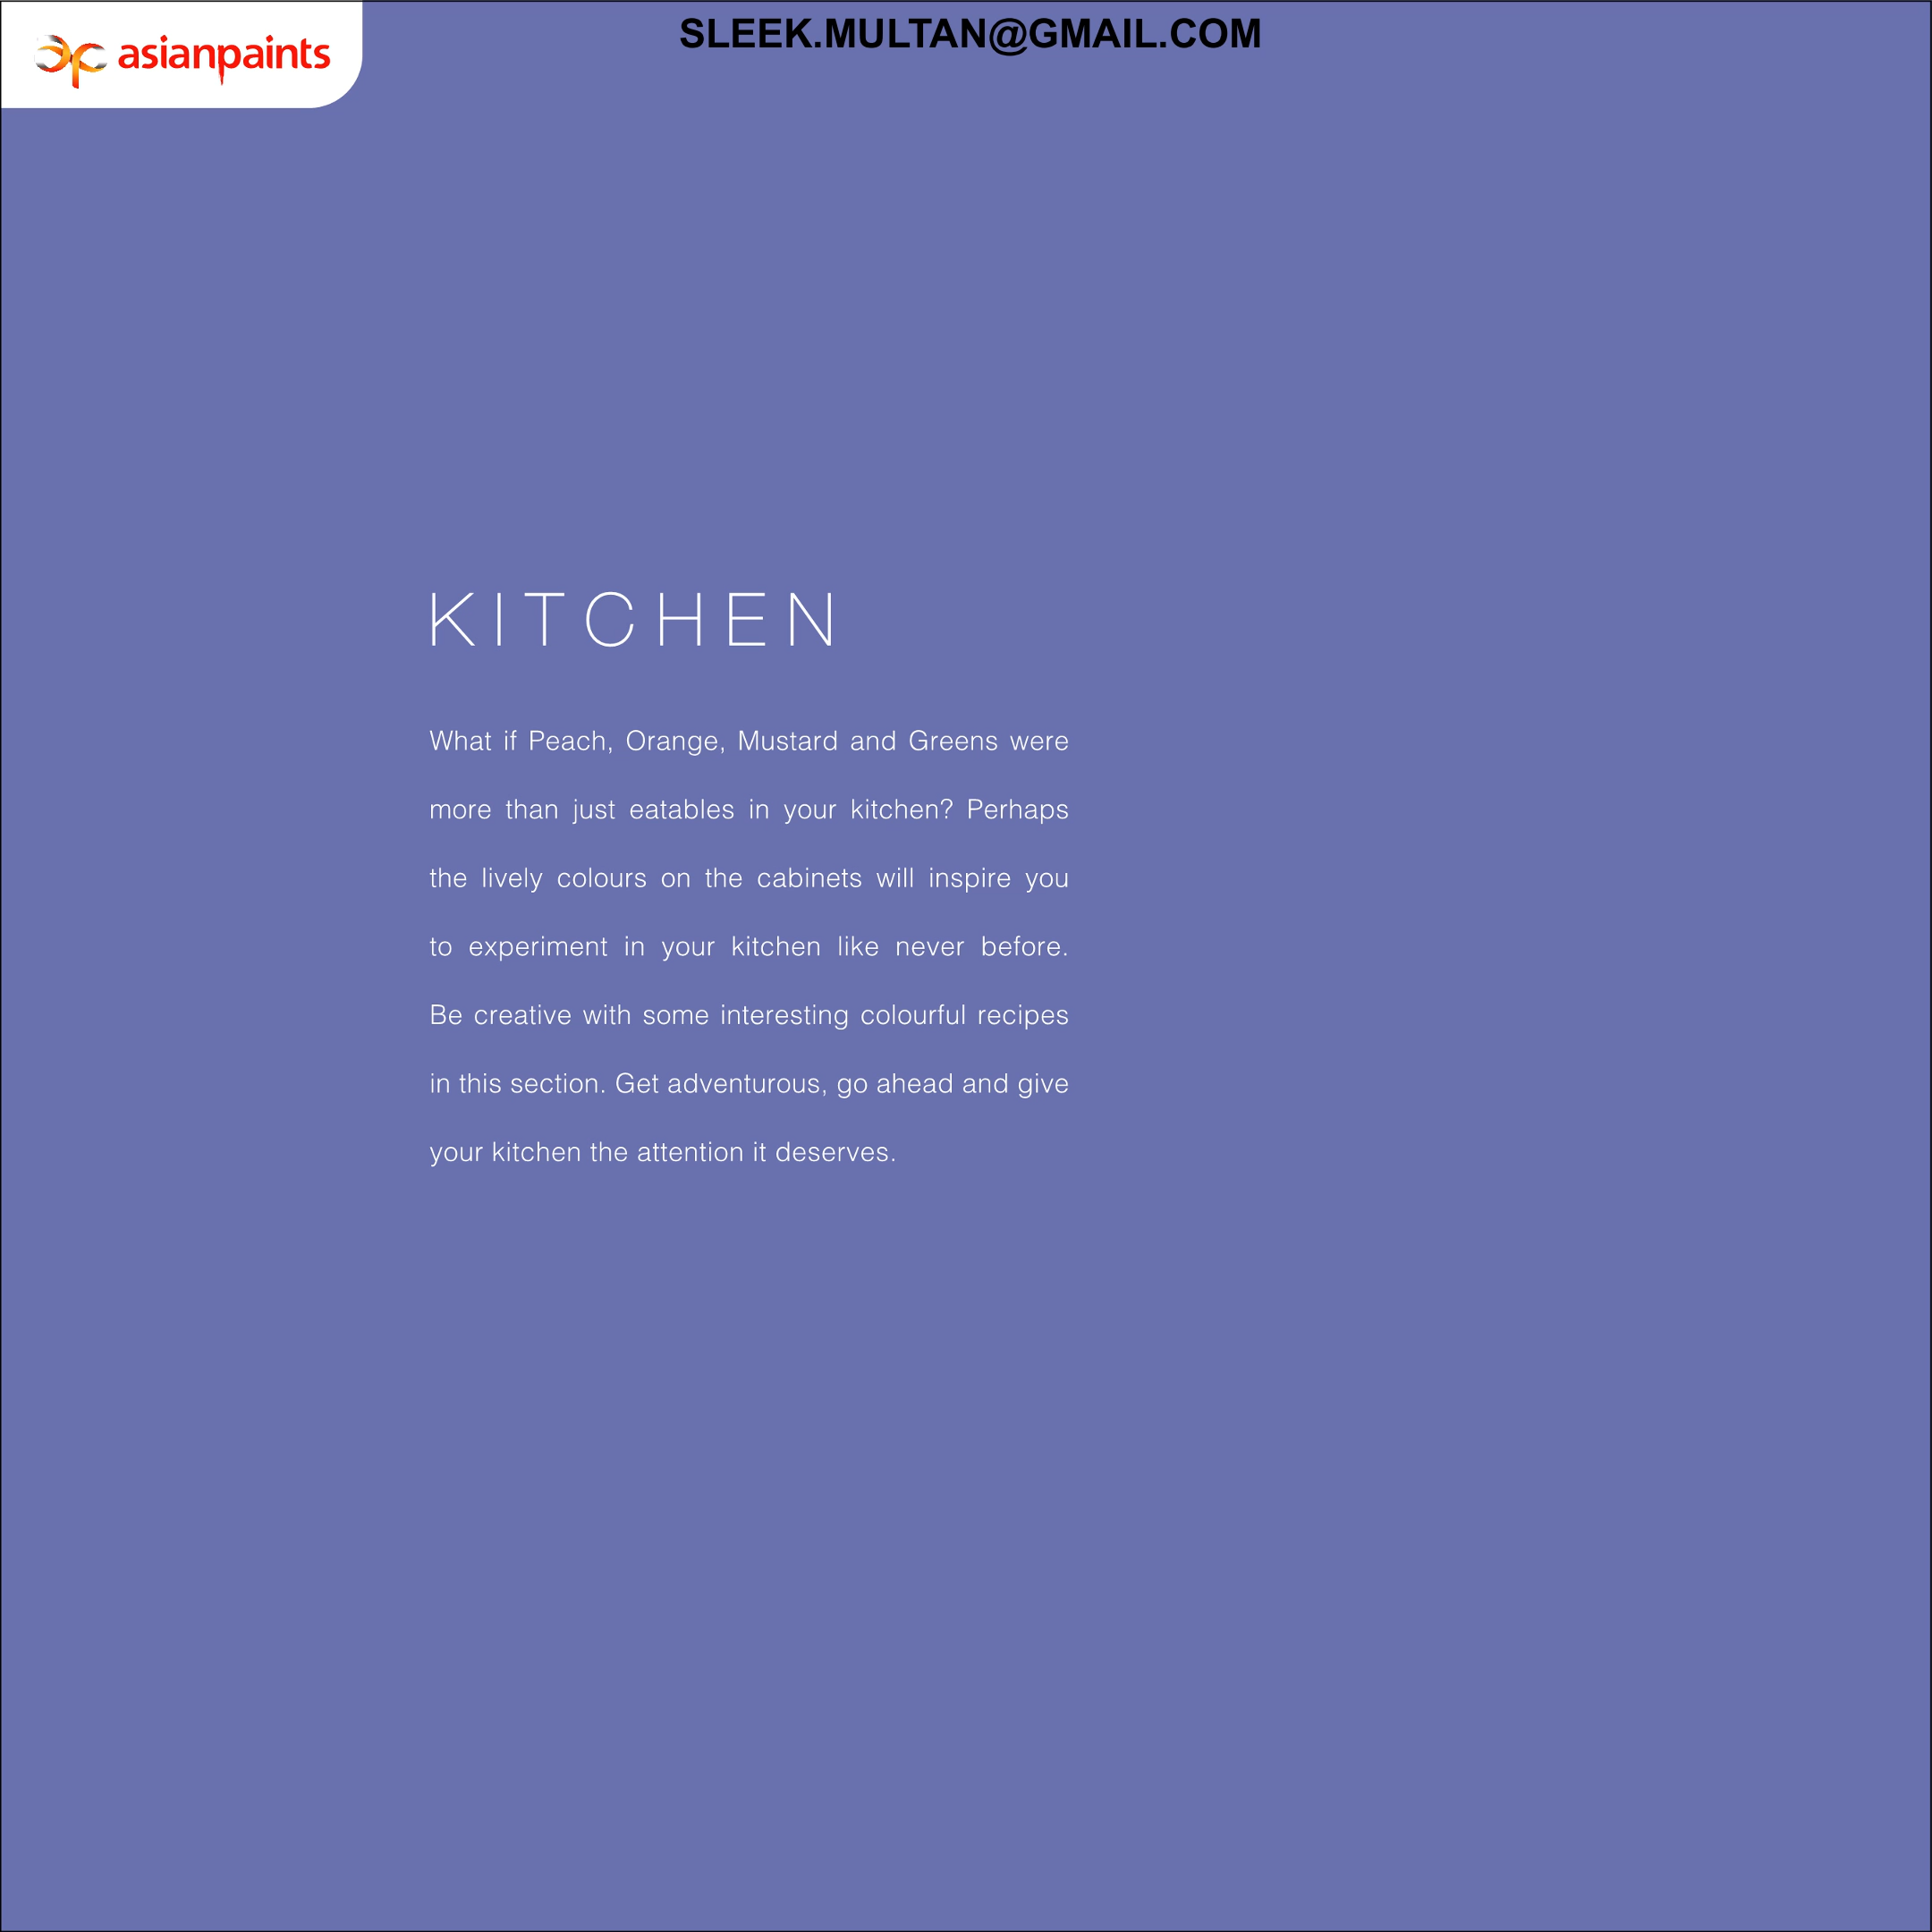 asianpaints
SLEEK.MULTAN@GMAIL.COM
KITCHEN
What if Peach, Orange, Mustard and Greens were
more than just eatables in your kitchen? Perhaps
the lively colours on the cabinets will inspire you
to experiment in your kitchen like never before.
Be creative with some interesting colourful recipes
in this section. Get adventurous, go ahead and give
your kitchen the attention it deserves.